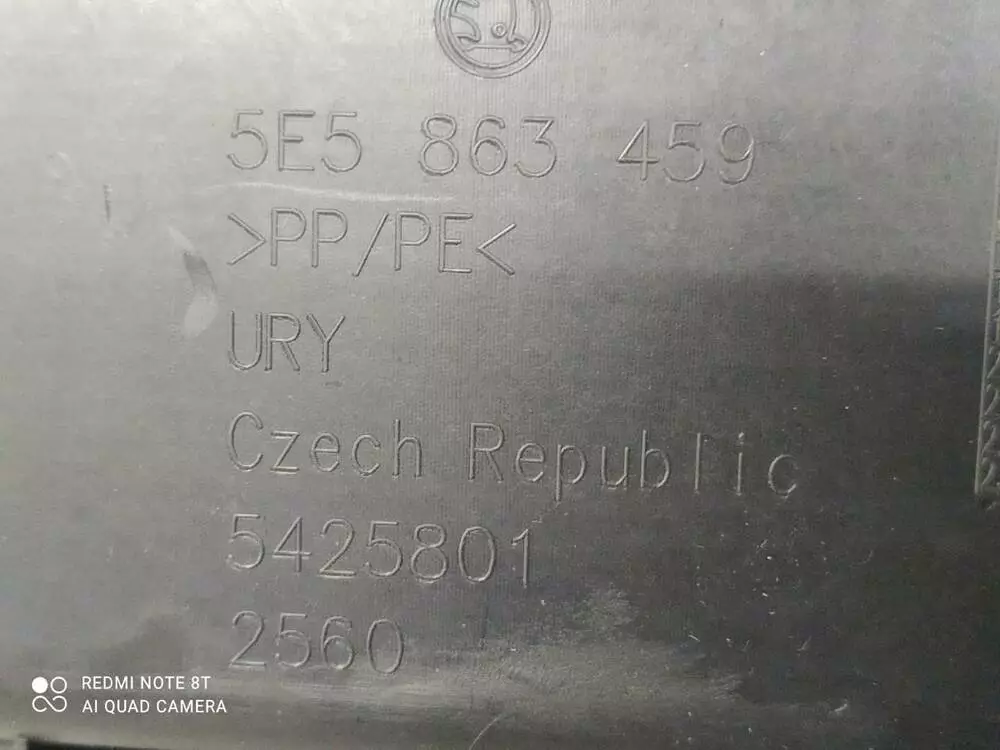 5E5 863 459
>PP/PE<
URY
Czech Republic
5425801
2560
REDMI NOTE 8T
AI QUAD CAMERA